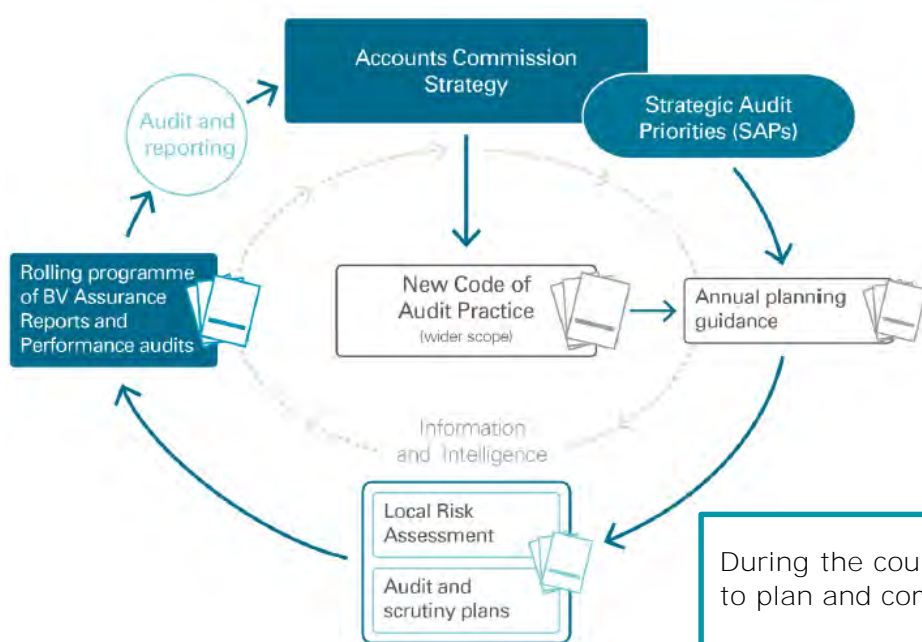 Accounts Commission
Strategy
Strategic Audit
Priorities (SAPs)
Audit and
reporting
Rolling programme
of BV Assurance
Reports and
Performance audits
New Code of
Audit Practice
(wider scope)
Annual planning
guidance
Information
and Intelligence
Local Risk
Assessment
Audit and
scrutiny plans
During the cou
to plan and con